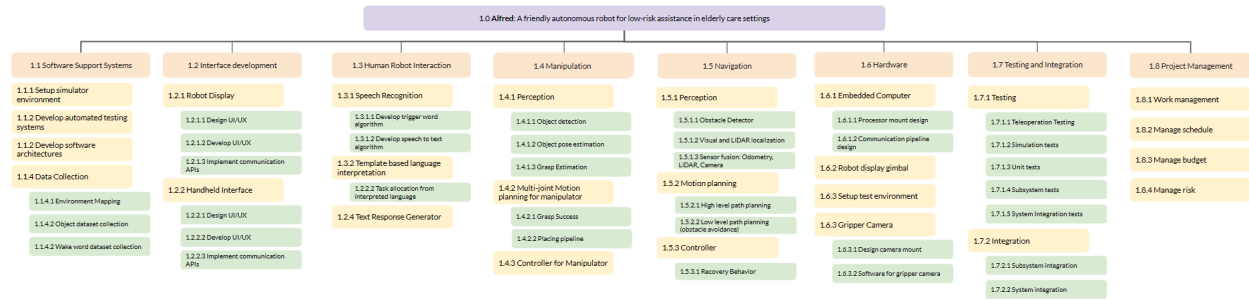 1.0 Alfred: A friendly autonomous robot for low-risk assistance in elderly care settings
1.1 Software Support Systems
1.1.1 Setup simulator
environment
1.1.2 Develop automated testing
systems
1.1.2 Develop software
architectures
1.1.4 Data Collection
1.1.4.1 Environment Mapping
1.1.4.2 Object dataset collection
1.1.4.2 Wake word dataset collection
1.2 Interface development
1.2.1 Robot Display
1.2.1.1 Design UI/UX
1.2.1.2 Develop UI/UX
1.2.1.3 Implement communication
APIs
1.2.2 Handheld Interface
1.2.2.1 Design UI/UX
1.2.2.2 Develop UI/UX
1.2.2.3 Implement communication
APIs
1.3 Human Robot Interaction
1.3.1 Speech Recognition
1.3.1.1 Develop trigger word
algorithm
1.3.1.2 Develop speech to text
algorithm
1.3.2 Template based language
interpretation
1.2.2.2 Task allocation from
interpreted language
1.2.4 Text Response Generator
1.4 Manipulation
1.4.1 Perception
1.4.1.1 Object detection
1.4.1.2 Object pose estimation
1.4.1.3 Grasp Estimation
1.4.2 Multi-joint Motion
planning for manipulator
1.4.2.1 Grasp Success
1.4.2.2 Placing pipeline
1.4.3 Controller for Manipulator
1.5 Navigation
1.5.1 Perception
1.5.1.1 Obstacle Detector
1.5.1.2 Visual and LiDAR localization
1.5.1.3 Sensor fusion: Odometry,
LiDAR, Camera
1.5.2 Motion planning
1.5.2.1 High level path planning
1.5.2.2 Low level path planning
(obstacle avoidance)
1.5.3 Controller
1.5.3.1 Recovery Behavior
1.6 Hardware
1.6.1 Embedded Computer
1.6.1.1 Processor mount design
1.6.1.2 Communication pipeline
design
1.6.2 Robot display gimbal
1.6.3 Setup test environment
1.6.3 Gripper Camera
1.6.3.1 Design camera mount
1.6.3.2 Software for gripper camera
1.7 Testing and Integration
1.7.1 Testing
1.7.1.1 Teleoperation Testing
1.7.1.2 Simulation tests
1.7.1.3 Unit tests
1.7.1.4 Subsystem tests
1.7.1.5 System Integration tests
1.7.2 Integration
1.7.2.1 Subsystem integration
1.7.2.2 System integration
1.8 Project Management
1.8.1 Work management
1.8.2 Manage schedule
1.8.3 Manage budget
1.8.4 Manage risk